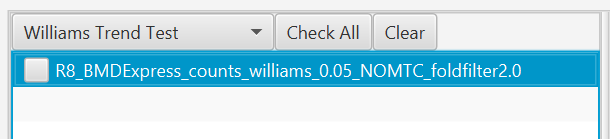 Williams Trend Test Check All Clear
R8_BMDExpress_counts_williams_0.05_NOMTC_foldfilter2.0